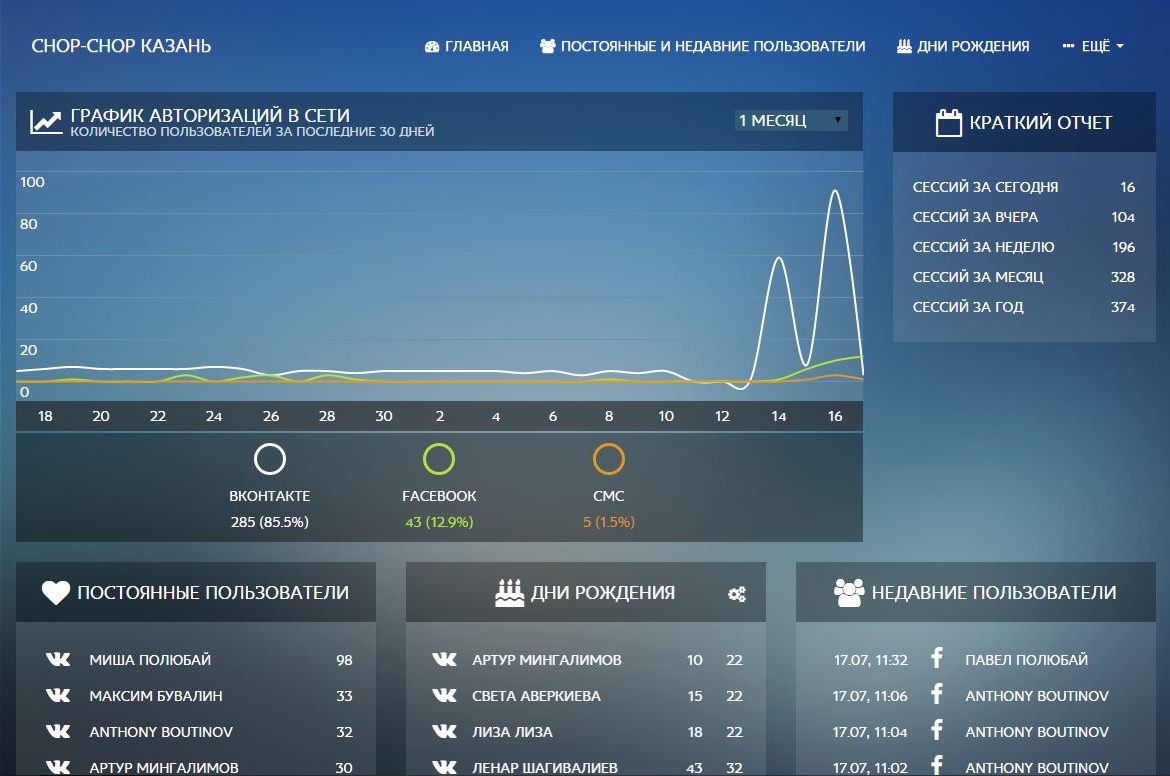 CHOP-CHOP КАЗАНЬ
ГЛАВНАЯ ПОСТОЯННЫЕ И НЕДАВНИЕ ПОЛЬЗОВАТЕЛИ ДНИ РОЖДЕНИЯ ЕЩЁ
ГРАФИК АВТОРИЗАЦИЙ В СЕТИ
КОЛИЧЕСТВО ПОЛЬЗОВАТЕЛЕЙ ЗА ПОСЛЕДНИЕ 30 ДНЕЙ
1 МЕСЯЦ
100
80
60
40
20
0
18 20 22 24 26 28 30 2 4 6 8 10 12 14 16
ВКОНТАКТЕ FACEBOOK СМС
285 (85.5%) 43 (12.9%) 5 (1.5%)
КРАТКИЙ ОТЧЕТ
СЕССИЙ ЗА СЕГОДНЯ 16
СЕССИЙ ЗА ВЧЕРА 104
СЕССИЙ ЗА НЕДЕЛЮ 196
СЕССИЙ ЗА МЕСЯЦ 328
СЕССИЙ ЗА ГОД 374
ПОСТОЯННЫЕ ПОЛЬЗОВАТЕЛИ
МИША ПОЛЮБАЙ 98
МАКСИМ БУВАЛИН 33
ANTHONY BOUTINOV 32
АРТУР МИНГАЛИМОВ 30
ДНИ РОЖДЕНИЯ
АРТУР МИНГАЛИМОВ 10 22
СВЕТА АВЕРКИЕВА 15 22
ЛИЗА ЛИЗА 18 22
ЛЕНАР ШАГИВАЛИЕВ 43 32
НЕДАВНИЕ ПОЛЬЗОВАТЕЛИ
17.07, 11:32 ПАВЕЛ ПОЛЮБАЙ
17.07, 11:06 ANTHONY BOUTINOV
17.07, 11:04 ANTHONY BOUTINOV
17.07, 11:02 ANTHONY BOUTINOV